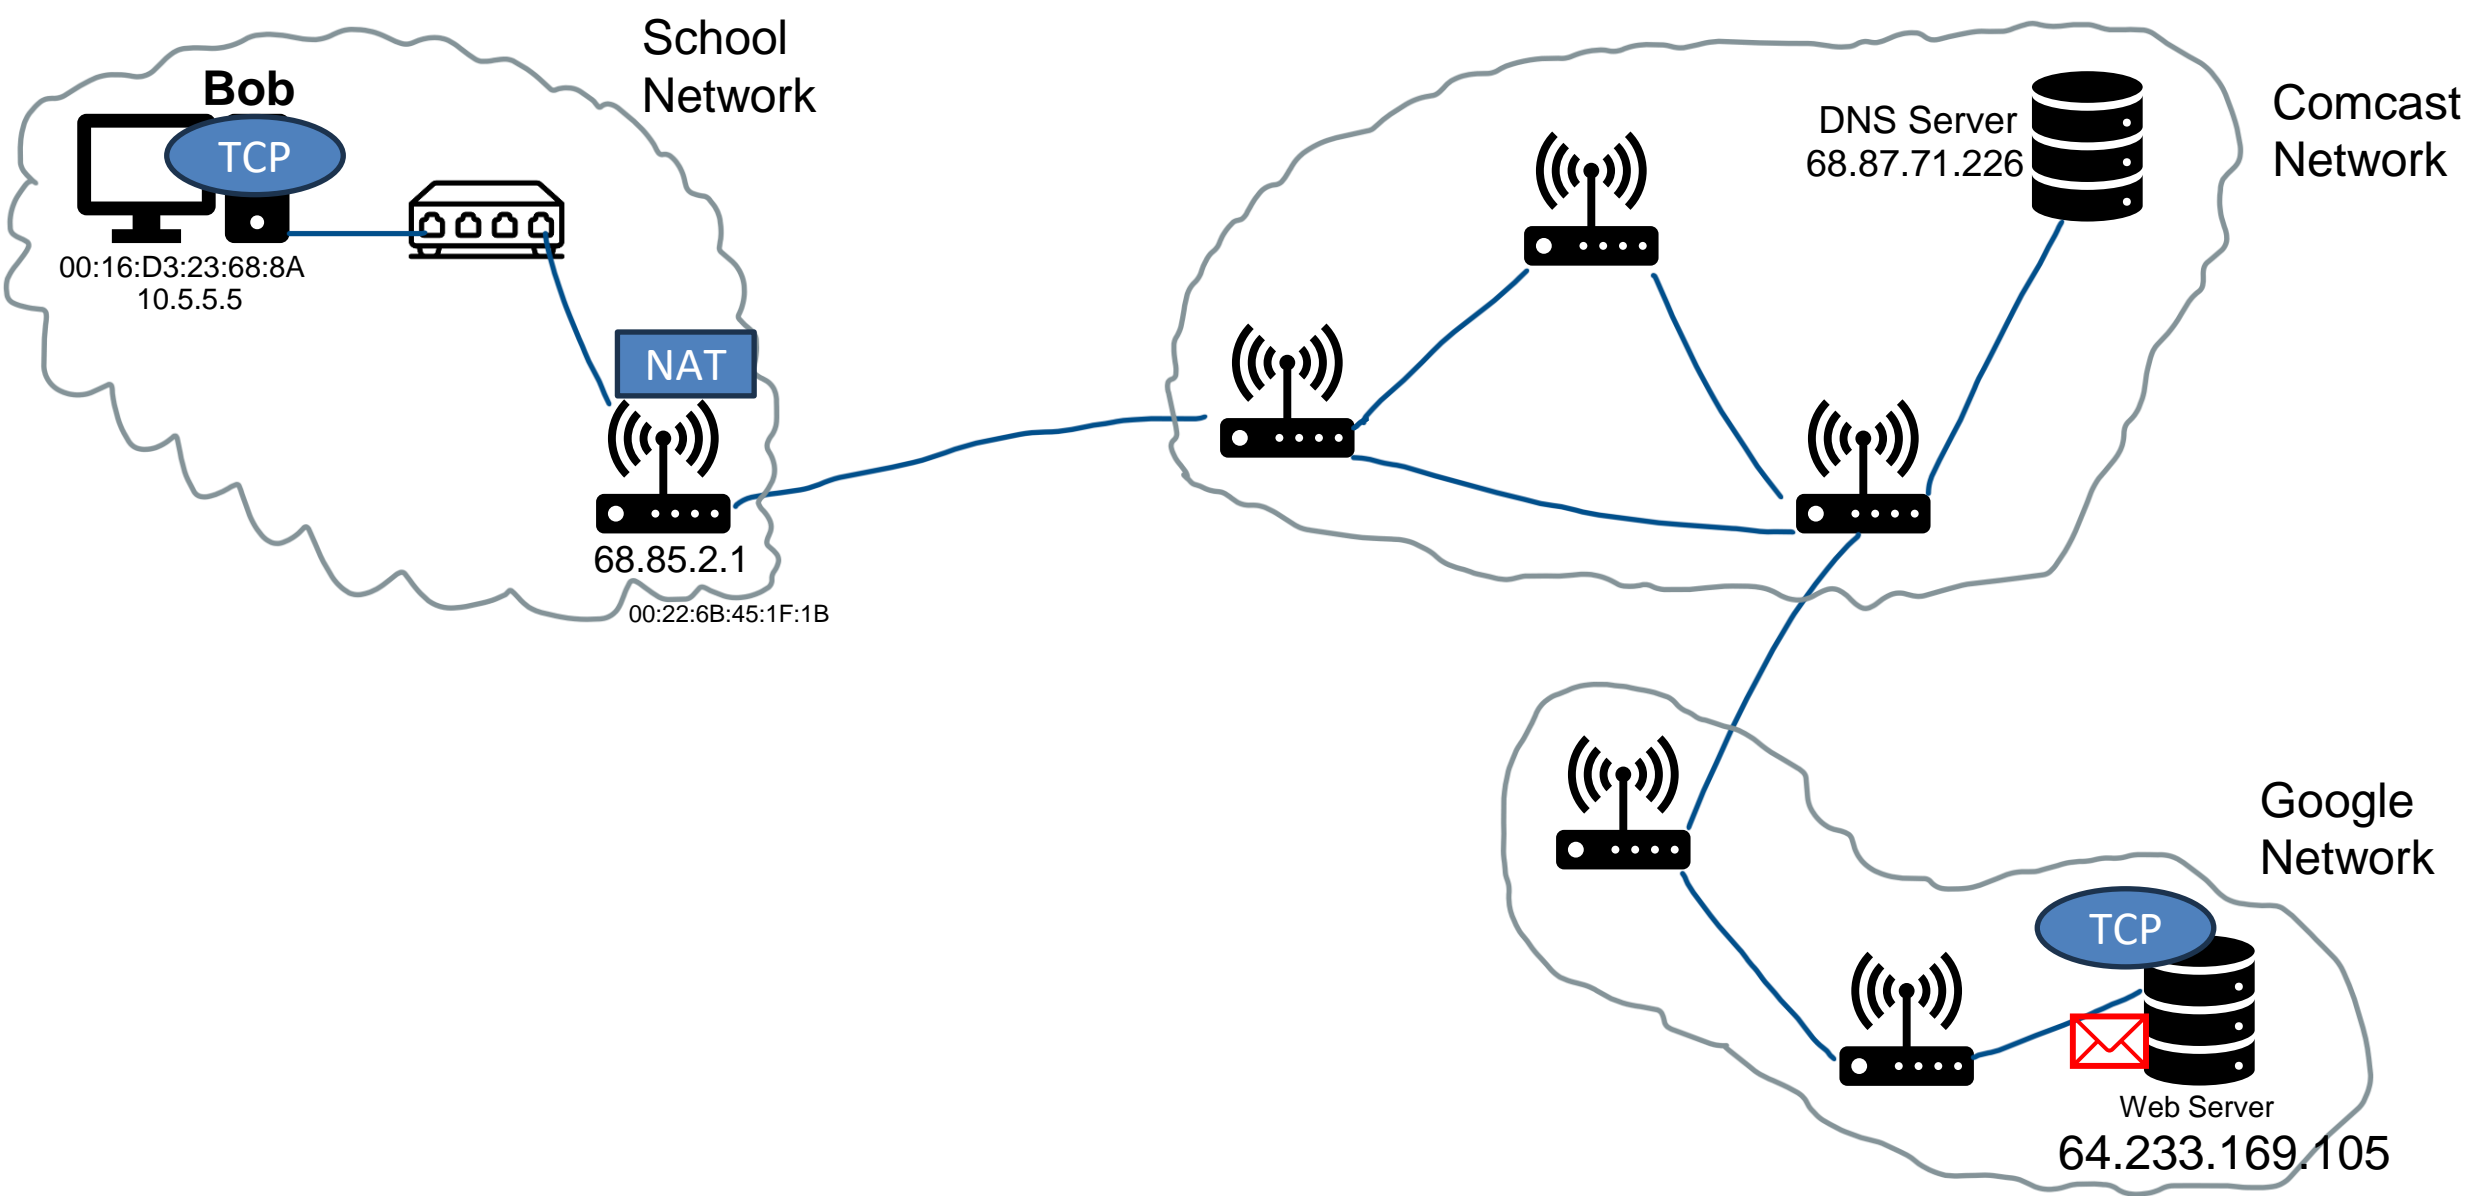 School
Network
Bob
TCP
00:16:D3:23:68:8A
10.5.5.5
NAT
68.85.2.1
00:22:6B:45:1F:1B
DNS Server
68.87.71.226
Comcast
Network
Google
Network
TCP
Web Server
64.233.169.105